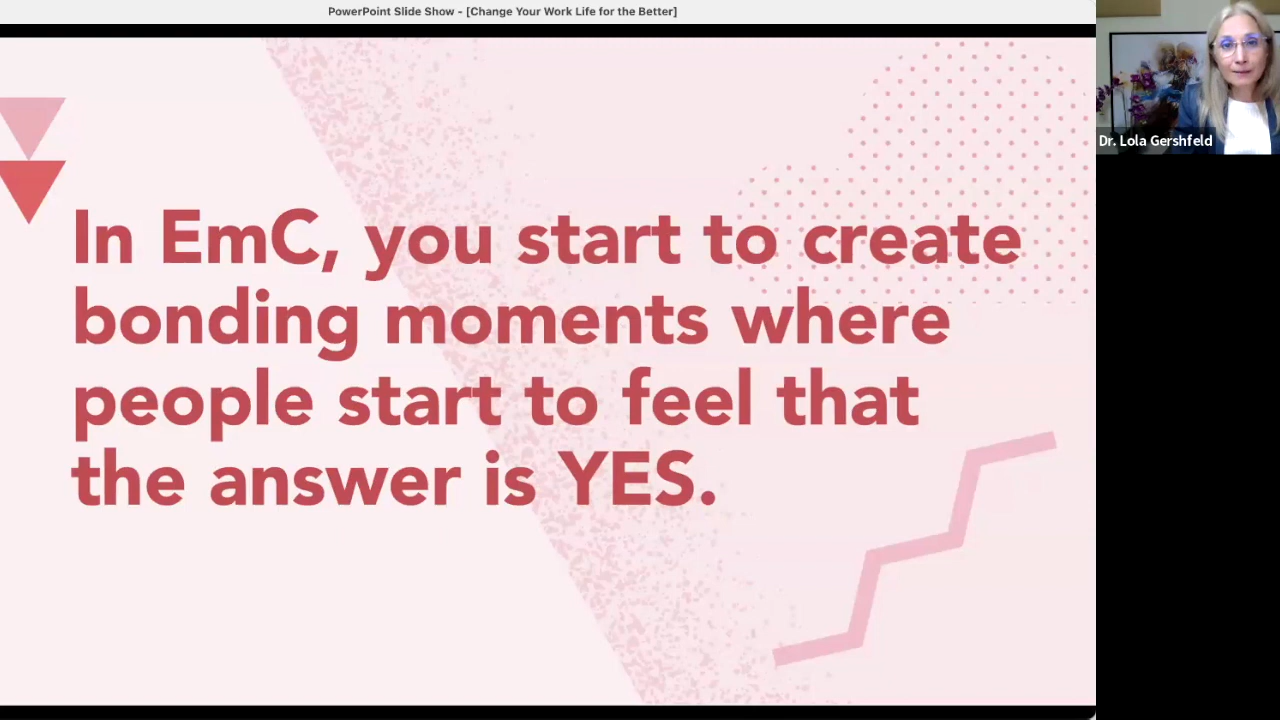 PowerPoint Slide Show - [Change Your Work Life for the Better]
Dr. Lola Gershfeld
In EmC, you start to create
bonding moments where
people start to feel that
the answer is YES.